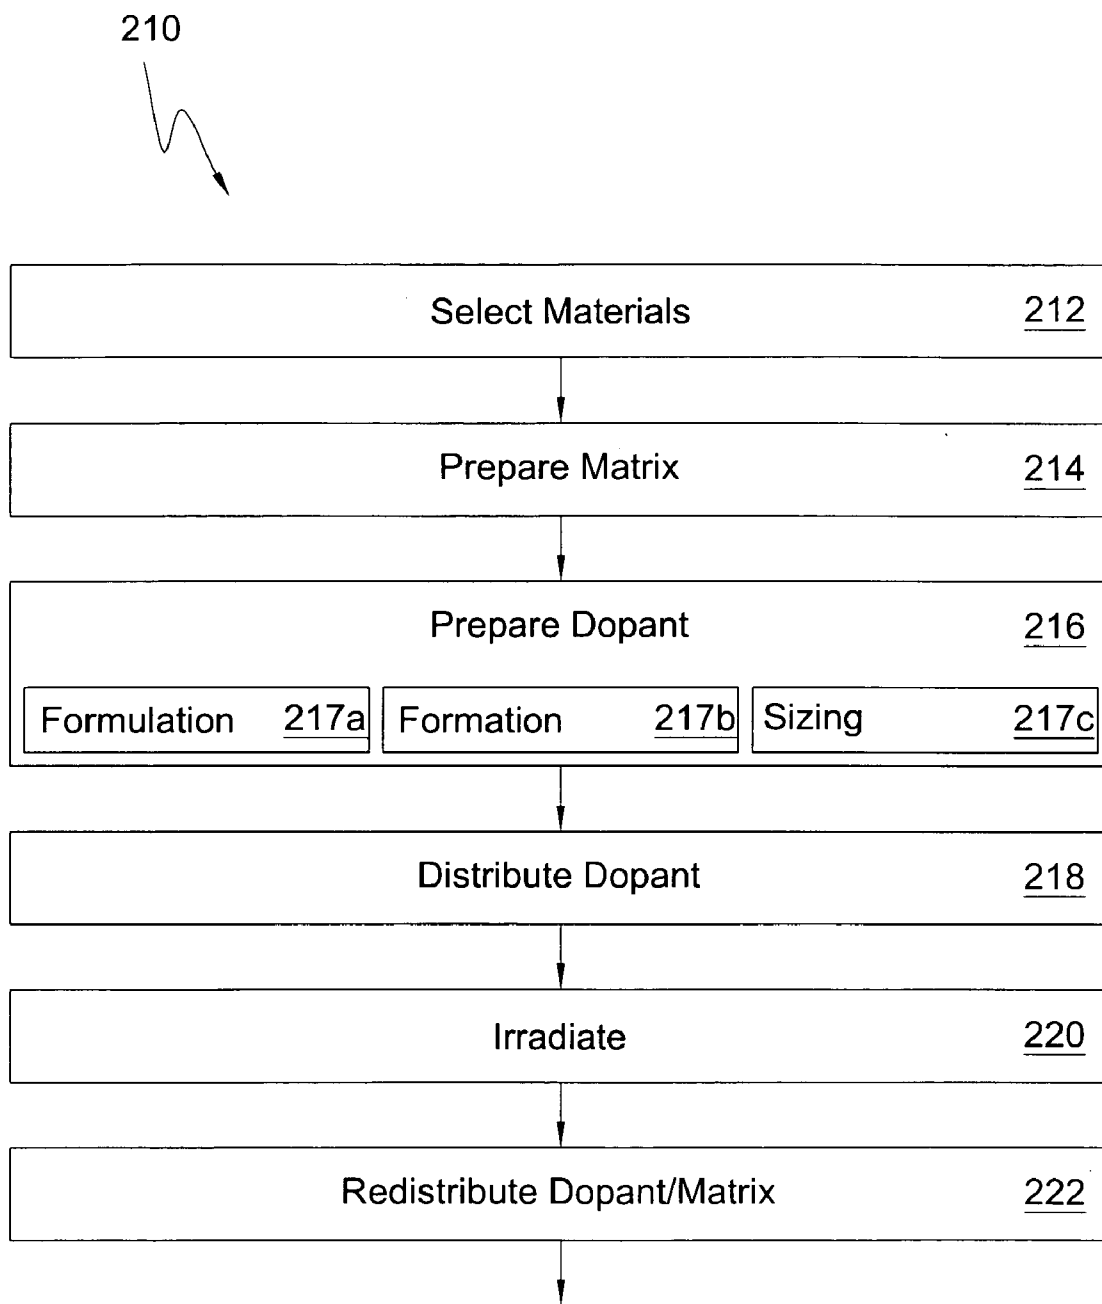 210
Select Materials 212
Prepare Matrix 214
Prepare Dopant 216
Formulation 217a Formation 217b Sizing 217c
Distribute Dopant 218
Irradiate 220
Redistribute Dopant/Matrix 222